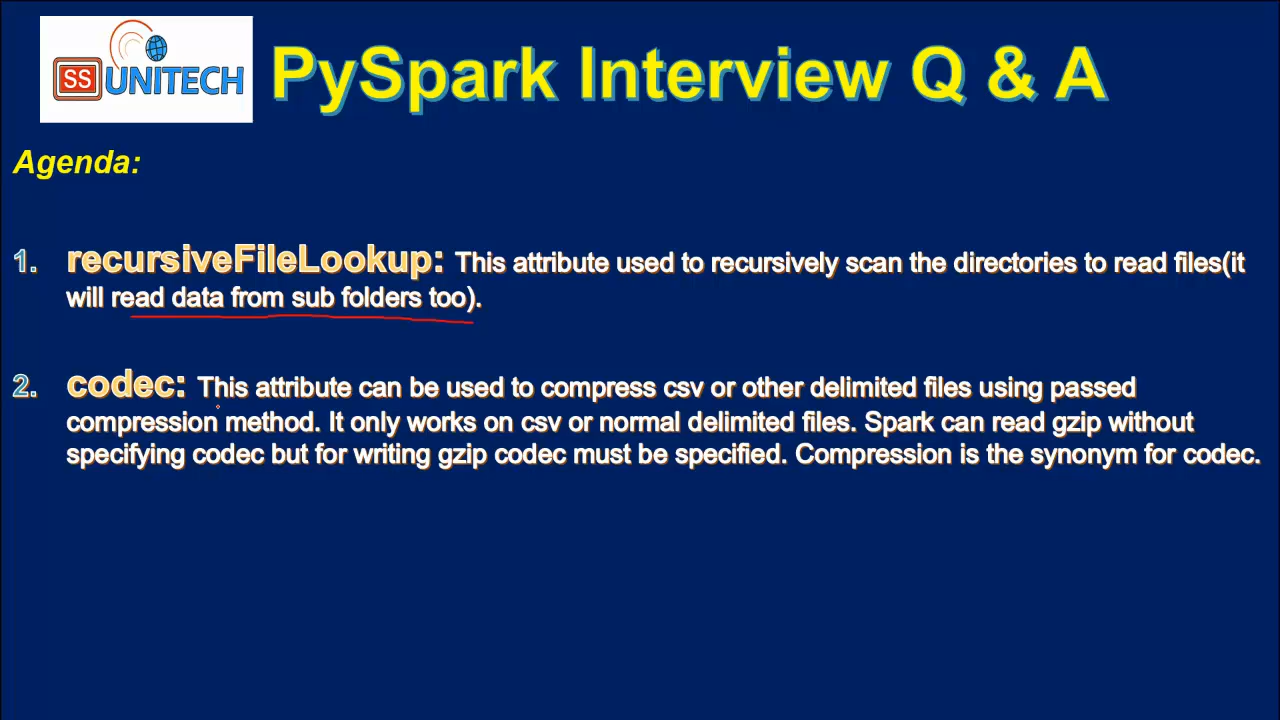 SS UNITECH
PySpark Interview Q & A
Agenda:
1. recursiveFileLookup: This attribute used to recursively scan the directories to read files(it
will read data from sub folders too).
2. codec: This attribute can be used to compress csv or other delimited files using passed
compression method. It only works on csv or normal delimited files. Spark can read gzip without
specifying codec but for writing gzip codec must be specified. Compression is the synonym for codec.